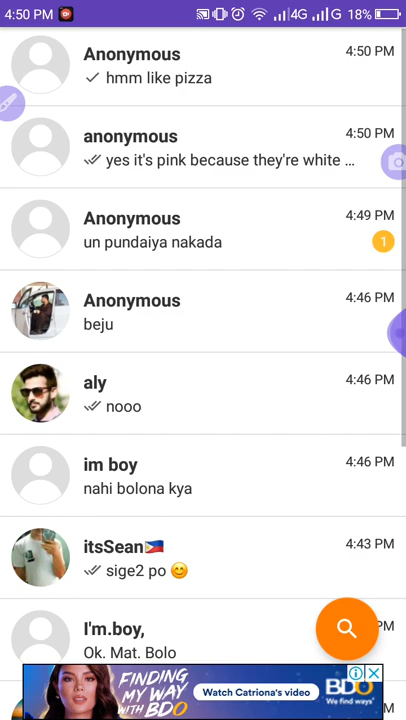 4:50 PM 4G G 18%
Anonymous 4:50 PM
hmm like pizza
anonymous 4:50 PM
yes it's pink because they're white ...
Anonymous 4:49 PM
un pundaiya nakada 1
Anonymous 4:46 PM
beju
aly 4:46 PM
nooo
im boy 4:46 PM
nahi bolona kya
itsSean🇵🇭 4:43 PM
sige2 po 😊
I'm.boy, PM
Ok. Mat. Bolo
FINDING
MY WAY
WITH BDO
Watch Catriona's video
BDO
We find ways